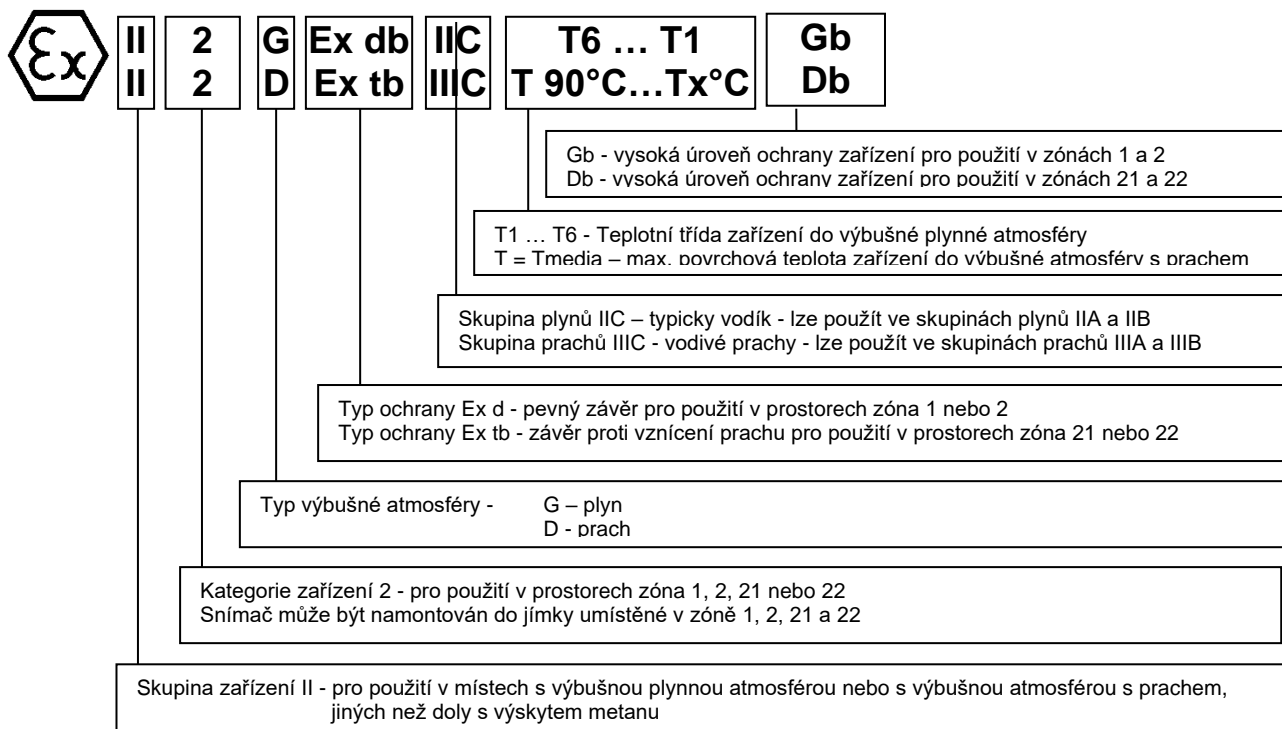 Ex II 2 G Ex db IIC T6 … T1 Gb
II 2 D Ex tb IIIC T 90°C…Tx°C Db
Gb - vysoká úroveň ochrany zařízení pro použití v zónách 1 a 2
Db - vysoká úroveň ochrany zařízení pro použití v zónách 21 a 22
T1 … T6 - Teplotní třída zařízení do výbušné plynné atmosféry
T = Tmedia – max. povrchová teplota zařízení do výbušné atmosféry s prachem
Skupina plynů IIC – typicky vodík - lze použít ve skupinách plynů IIA a IIB
Skupina prachů IIIC - vodivé prachy - lze použít ve skupinách prachů IIIA a IIIB
Typ ochrany Ex d - pevný závěr pro použití v prostorech zóna 1 nebo 2
Typ ochrany Ex tb - závěr proti vznícení prachu pro použití v prostorech zóna 21 nebo 22
Typ výbušné atmosféry - G – plyn
D - prach
Kategorie zařízení 2 - pro použití v prostorech zóna 1, 2, 21 nebo 22
Snímač může být namontován do jímky umístěné v zóně 1, 2, 21 a 22
Skupina zařízení II - pro použití v místech s výbušnou plynnou atmosférou nebo s výbušnou atmosférou s prachem,
jiných než doly s výskytem metanu